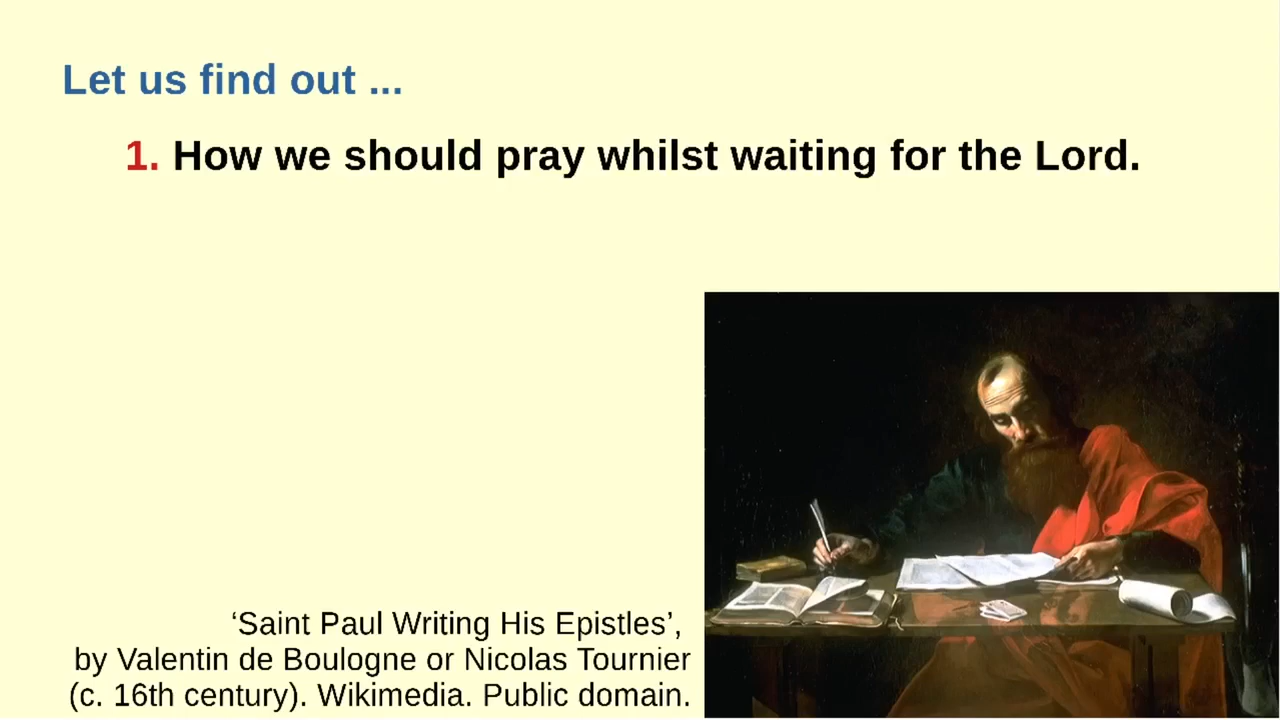 Let us find out ...
1. How we should pray whilst waiting for the Lord.
‘Saint Paul Writing His Epistles’,
by Valentin de Boulogne or Nicolas Tournier
(c. 16th century). Wikimedia. Public domain.